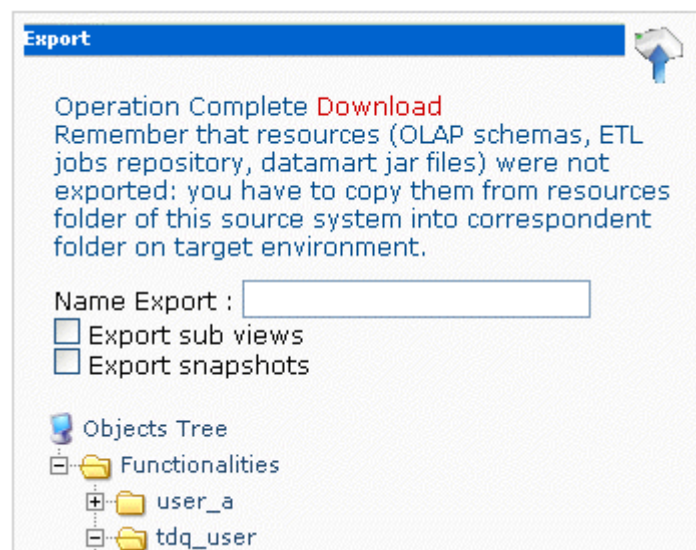 Export
Operation Complete Download
Remember that resources (OLAP schemas, ETL
jobs repository, datamart jar files) were not
exported: you have to copy them from resources
folder of this source system into correspondent
folder on target environment.
Name Export :
Export sub views
Export snapshots
Objects Tree
Functionalities
user_a
tdq_user